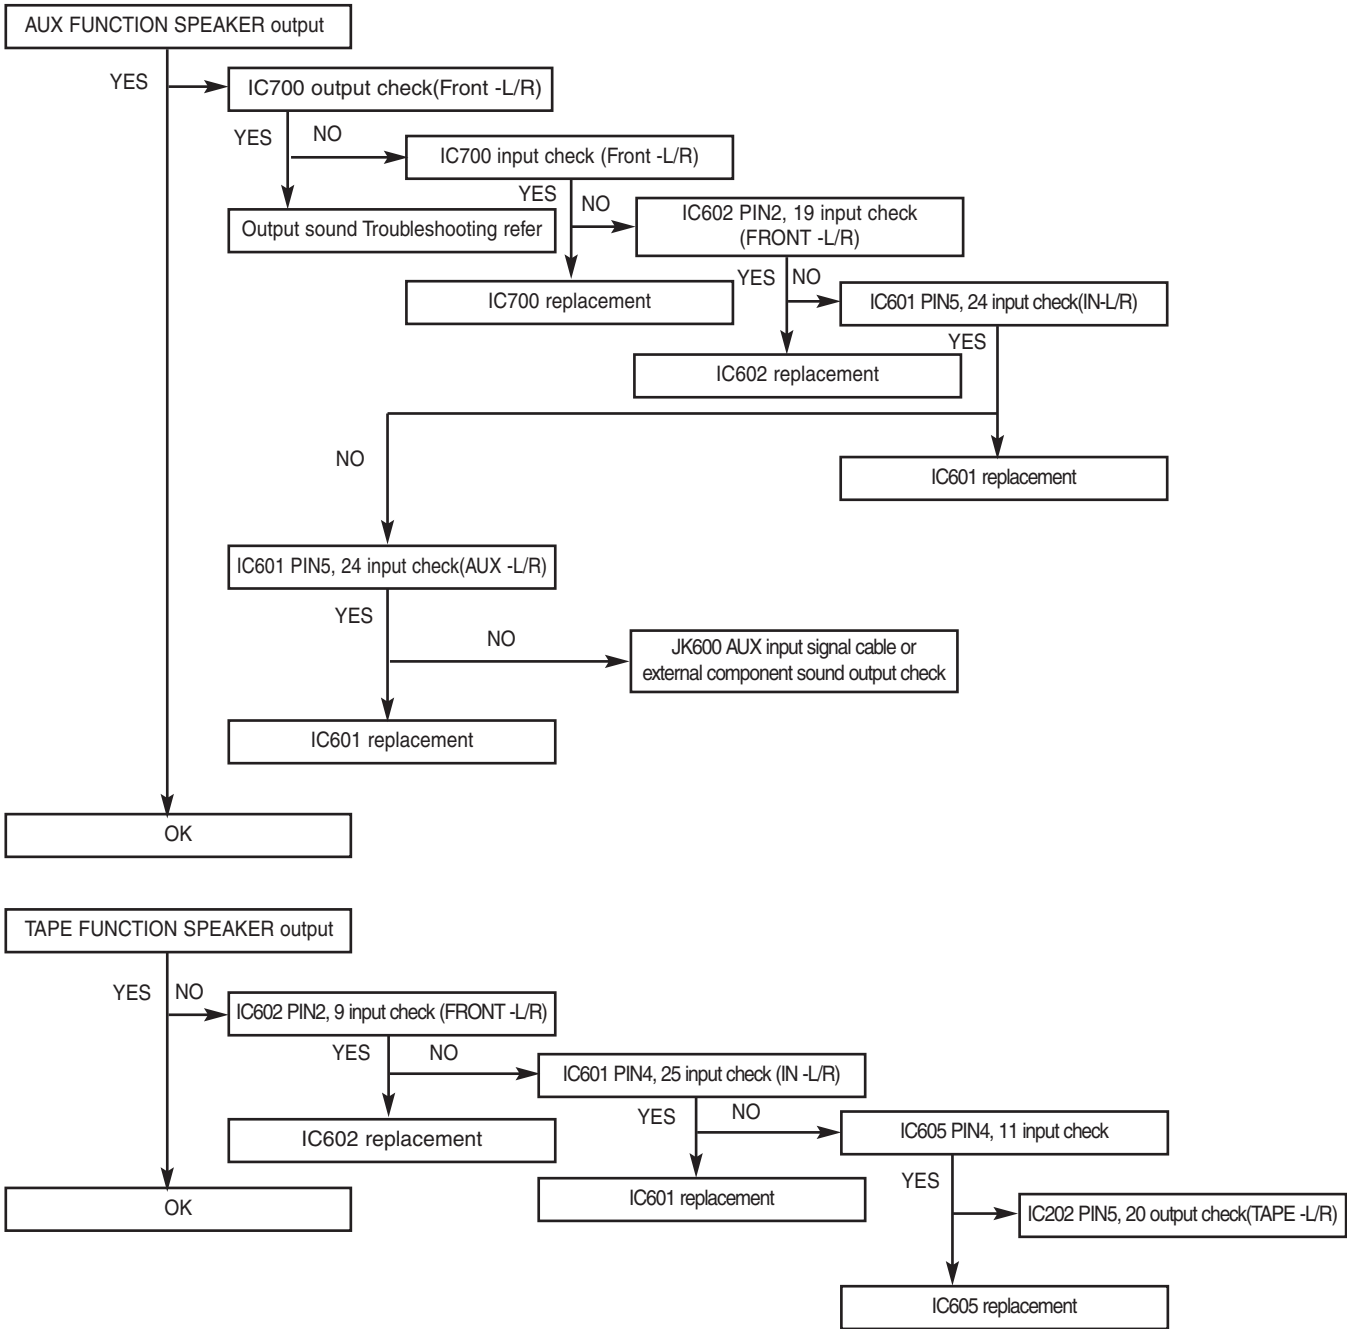 AUX FUNCTION SPEAKER output
YES
IC700 output check(Front -L/R)
YES
NO
IC700 input check (Front -L/R)
YES
NO
Output sound Troubleshooting refer
IC602 PIN2, 19 input check
(FRONT -L/R)
YES
NO
IC700 replacement
IC601 PIN5, 24 input check(IN-L/R)
YES
IC602 replacement
NO
IC601 replacement
IC601 PIN5, 24 input check(AUX -L/R)
YES
NO
JK600 AUX input signal cable or
external component sound output check
IC601 replacement
OK
TAPE FUNCTION SPEAKER output
YES
NO
IC602 PIN2, 9 input check (FRONT -L/R)
YES
NO
IC601 PIN4, 25 input check (IN -L/R)
YES
NO
IC602 replacement
IC605 PIN4, 11 input check
YES
IC601 replacement
OK
IC202 PIN5, 20 output check(TAPE -L/R)
IC605 replacement